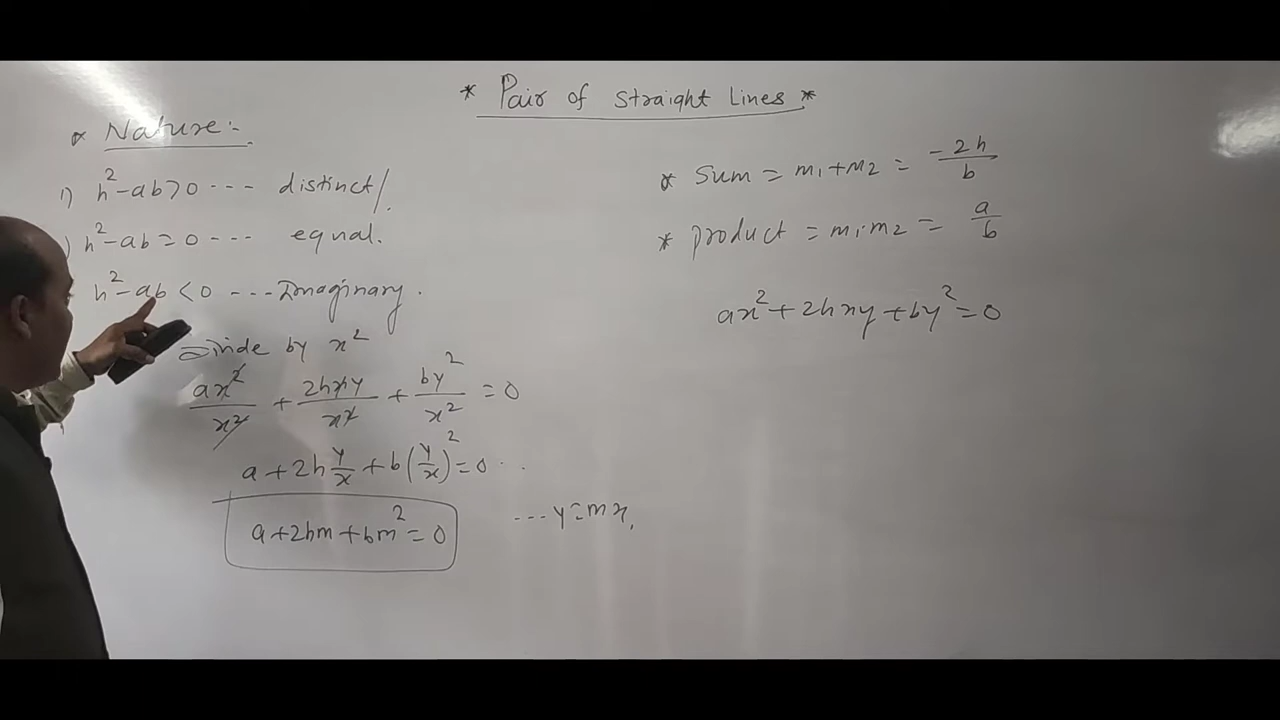 * Pair of Straight Lines *
* Nature:-
1) h²-ab>0 --- distinct/.
) h²-ab=0 --- equal.
h²-ab<0 --- Imaginary.
Divide by x²
ax²/x² + 2hxy/x² + by²/x² = 0
a+2h y/x + b(y/x)² = 0 ..
a+2hm+bm²=0 --- y=mx.
* Sum = m₁+m₂ = -2h/b
* product = m₁.m₂ = a/b
ax²+2hxy+by²=0